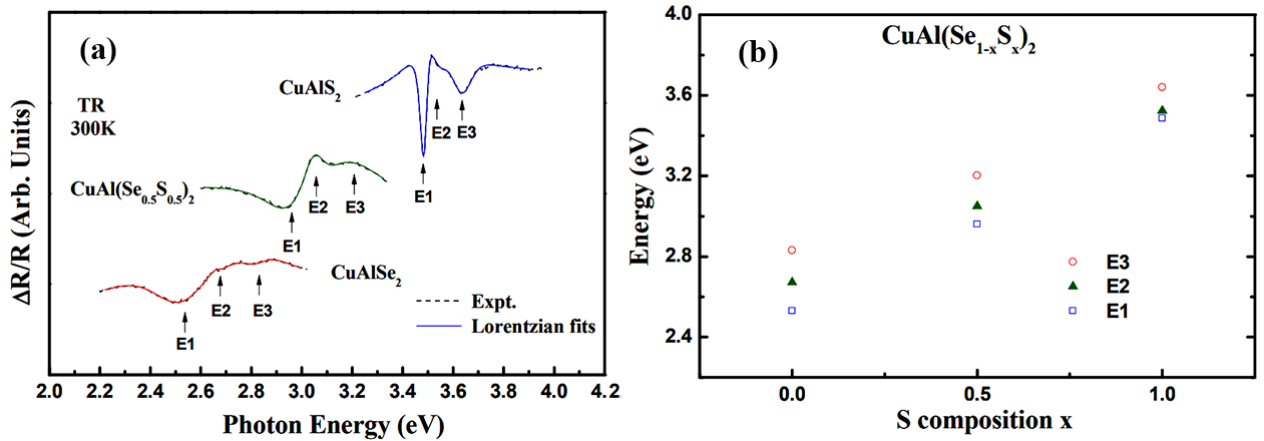 (a)
TR
300K
CuAlS2
E2 E3
E1
CuAl(Se0.5S0.5)2
E2 E3
E1
CuAlSe2
E2 E3
E1
Expt.
Lorentzian fits
ΔR/R (Arb. Units)
2.0 2.2 2.4 2.6 2.8 3.0 3.2 3.4 3.6 3.8 4.0 4.2
Photon Energy (eV)
(b)
CuAl(Se1-xSx)2
4.0
3.6
3.2
2.8
2.4
Energy (eV)
E3
E2
E1
0.0 0.5 1.0
S composition x